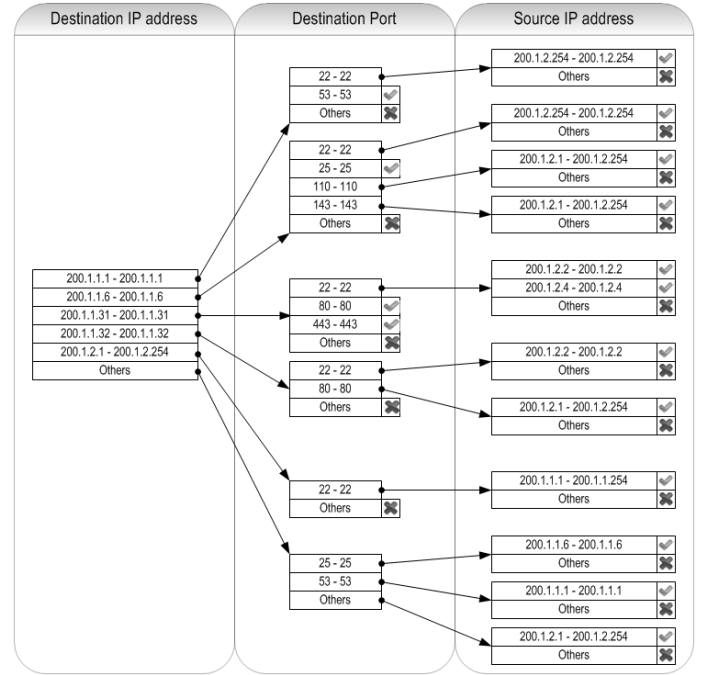 Destination IP address
Destination Port
Source IP address
200.1.1.1 - 200.1.1.1
200.1.1.6 - 200.1.1.6
200.1.1.31 - 200.1.1.31
200.1.1.32 - 200.1.1.32
200.1.2.1 - 200.1.2.254
Others
22 - 22
53 - 53
Others
22 - 22
25 - 25
110 - 110
143 - 143
Others
22 - 22
80 - 80
443 - 443
Others
22 - 22
80 - 80
Others
22 - 22
Others
25 - 25
53 - 53
Others
200.1.2.254 - 200.1.2.254
Others
200.1.2.254 - 200.1.2.254
Others
200.1.2.1 - 200.1.2.254
Others
200.1.2.1 - 200.1.2.254
Others
200.1.2.2 - 200.1.2.2
200.1.2.4 - 200.1.2.4
Others
200.1.2.2 - 200.1.2.2
Others
200.1.2.1 - 200.1.2.254
Others
200.1.1.1 - 200.1.1.254
Others
200.1.1.6 - 200.1.1.6
Others
200.1.1.1 - 200.1.1.1
Others
200.1.2.1 - 200.1.2.254
Others